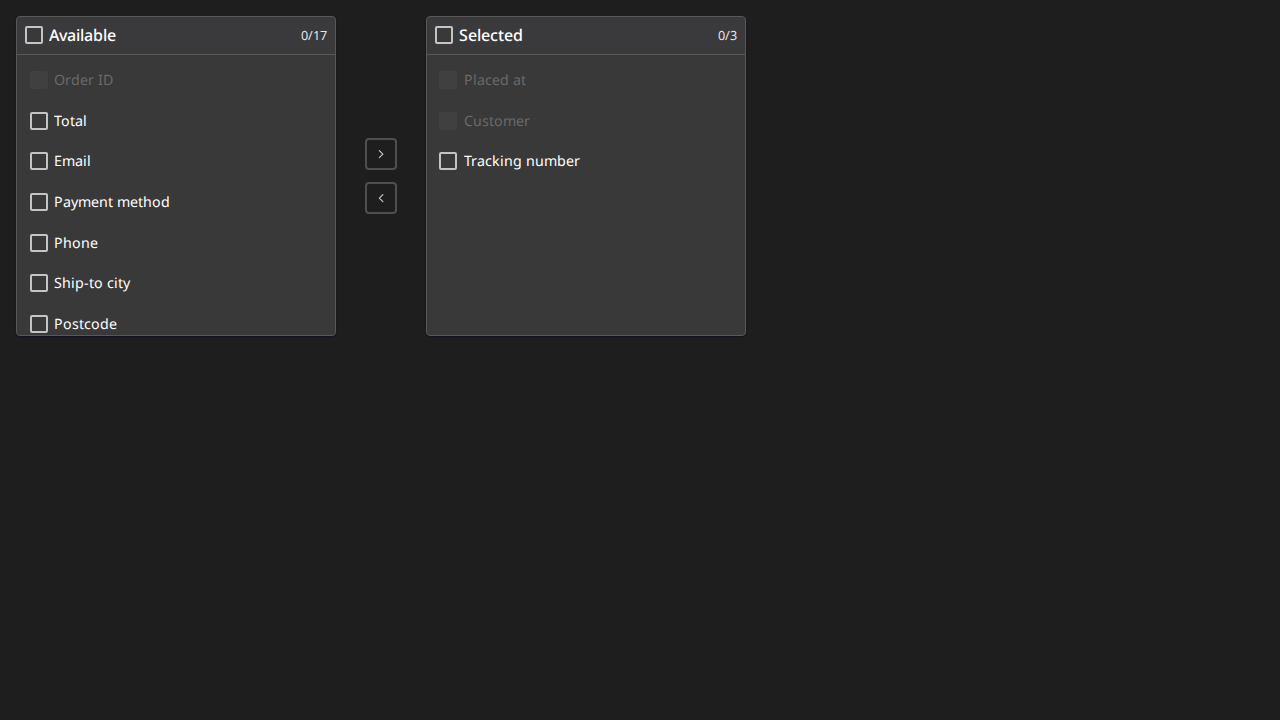 Available 0/17
Order ID
Total
Email
Payment method
Phone
Ship-to city
Postcode
Selected 0/3
Placed at
Customer
Tracking number